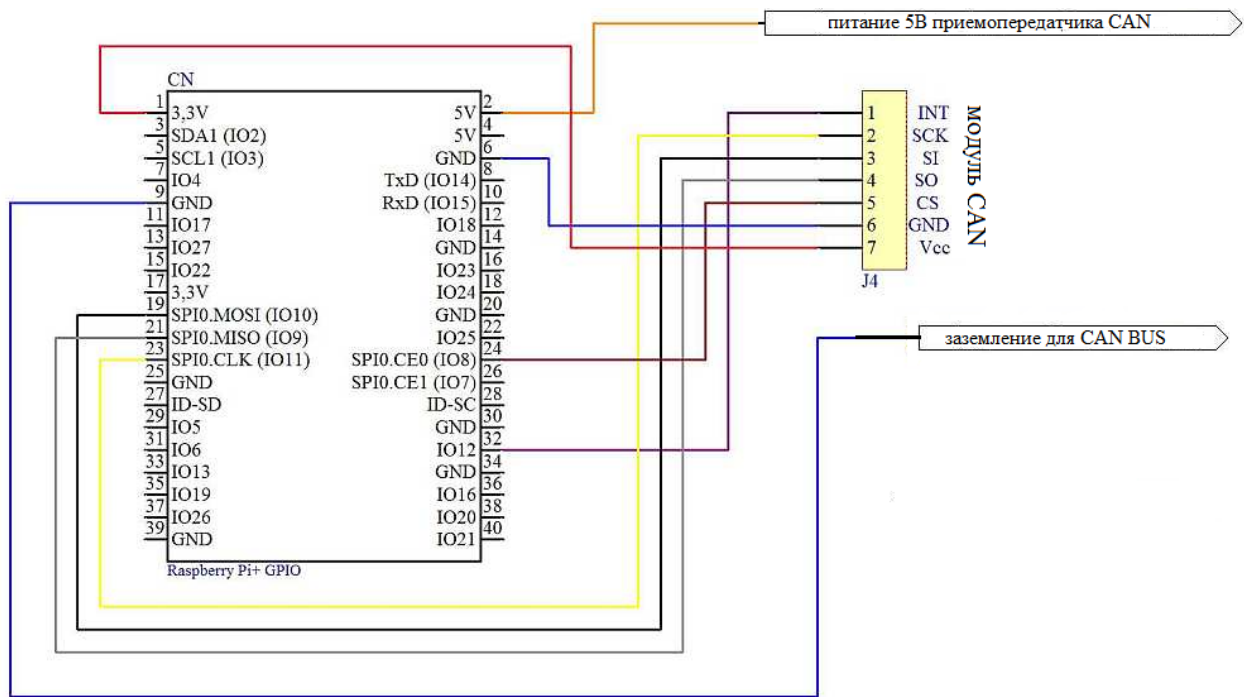 питание 5В приемопередатчика CAN
CN
1 3,3V 5V 2
3 SDA1 (IO2) 5V 4
5 SCL1 (IO3) GND 6
7 IO4 TxD (IO14) 8
9 GND RxD (IO15) 10
11 IO17 IO18 12
13 IO27 GND 14
15 IO22 IO23 16
17 3,3V IO24 18
19 SPI0.MOSI (IO10) GND 20
21 SPI0.MISO (IO9) IO25 22
23 SPI0.CLK (IO11) SPI0.CE0 (IO8) 24
25 GND SPI0.CE1 (IO7) 26
27 ID-SD ID-SC 28
29 IO5 GND 30
31 IO6 IO12 32
33 IO13 GND 34
35 IO19 IO16 36
37 IO26 IO20 38
39 GND IO21 40
Raspberry Pi+ GPIO
1 INT
2 SCK
3 SI
4 SO
5 CS
6 GND
7 Vcc
J4
модуль CAN
заземление для CAN BUS